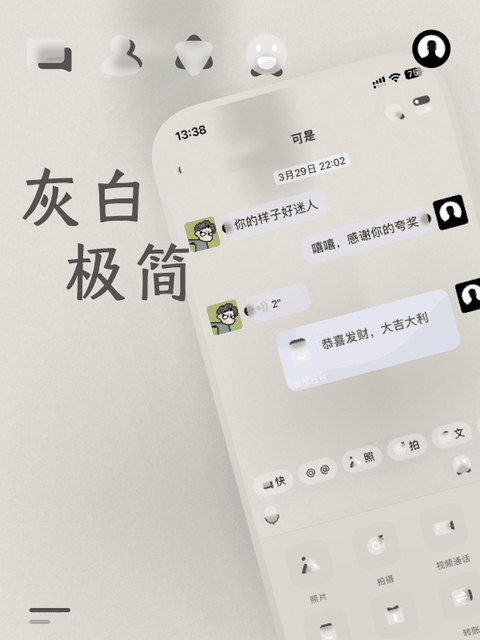 灰白
极简
13:38
可是
3月29日 22:02
你的样子好迷人
嘻嘻，感谢你的夸奖
2"
恭喜发财，大吉大利
快
@ @
照
拍
文
照片
拍摄
视频通话
转账